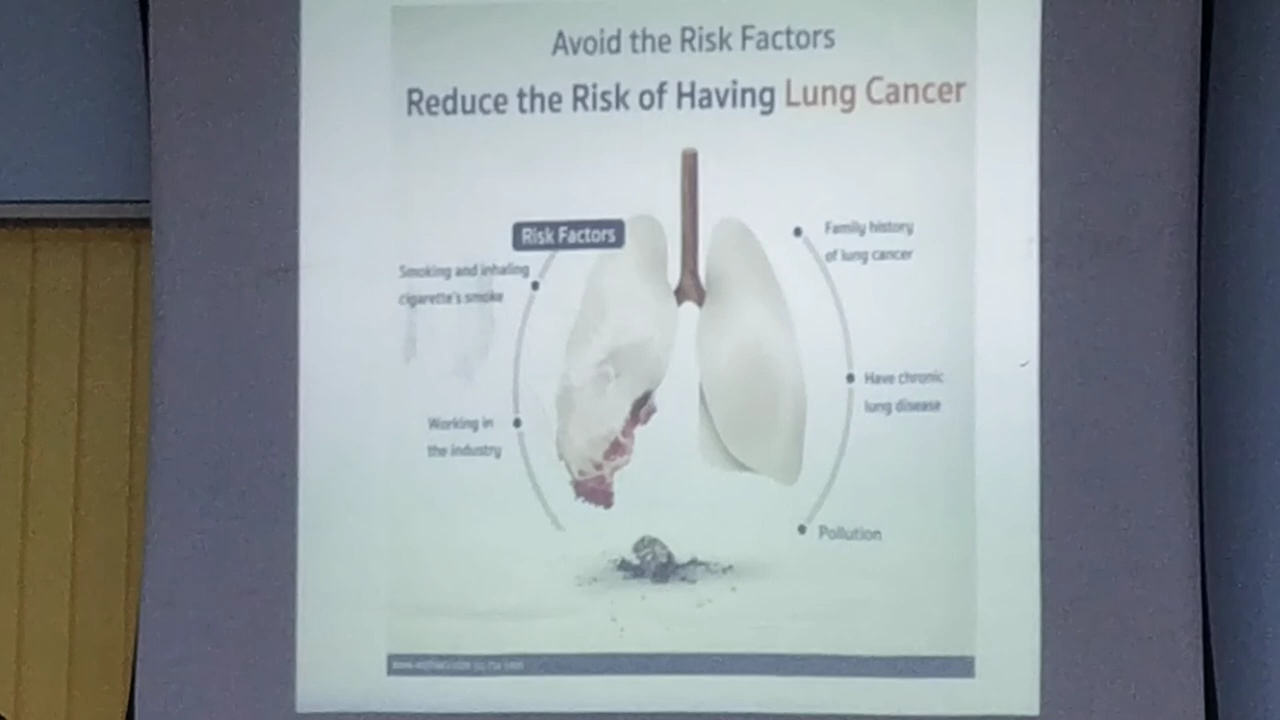 Avoid the Risk Factors
Reduce the Risk of Having Lung Cancer
Risk Factors
Smoking and inhaling
cigarette's smoke
Working in
the industry
Family history
of lung cancer
Have chronic
lung disease
Pollution